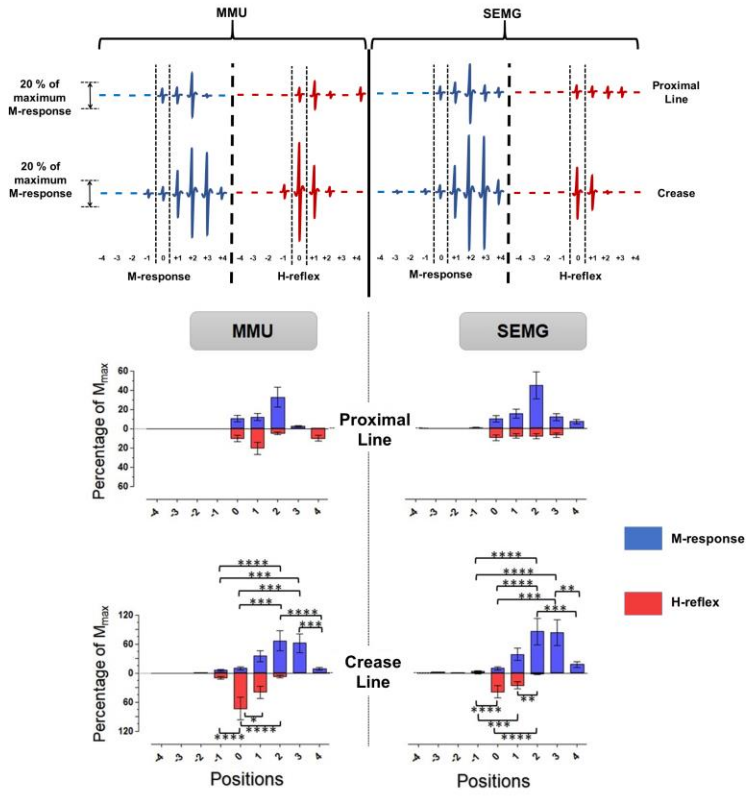 MMU SEMG
20 % of
maximum
M-response
Proximal
Line
20 % of
maximum
M-response
Crease
-4 -3 -2 -1 0 +1 +2 +3 +4 -4 -3 -2 -1 0 +1 +2 +3 +4 -4 -3 -2 -1 0 +1 +2 +3 +4 -4 -3 -2 -1 0 +1 +2 +3 +4
M-response H-reflex M-response H-reflex
MMU SEMG
Percentage of Mmax
60
40
20
0
20
40
60
Proximal
Line
-4 -3 -2 -1 0 1 2 3 4 -4 -3 -2 -1 0 1 2 3 4
M-response
H-reflex
**** ****
*** ****
*** **** **
*** **** *** ***
***
Percentage of Mmax
120
60
0
60
120
Crease
Line
* **
**** **** **** ***
****
-4 -3 -2 -1 0 1 2 3 4 -4 -3 -2 -1 0 1 2 3 4
Positions Positions